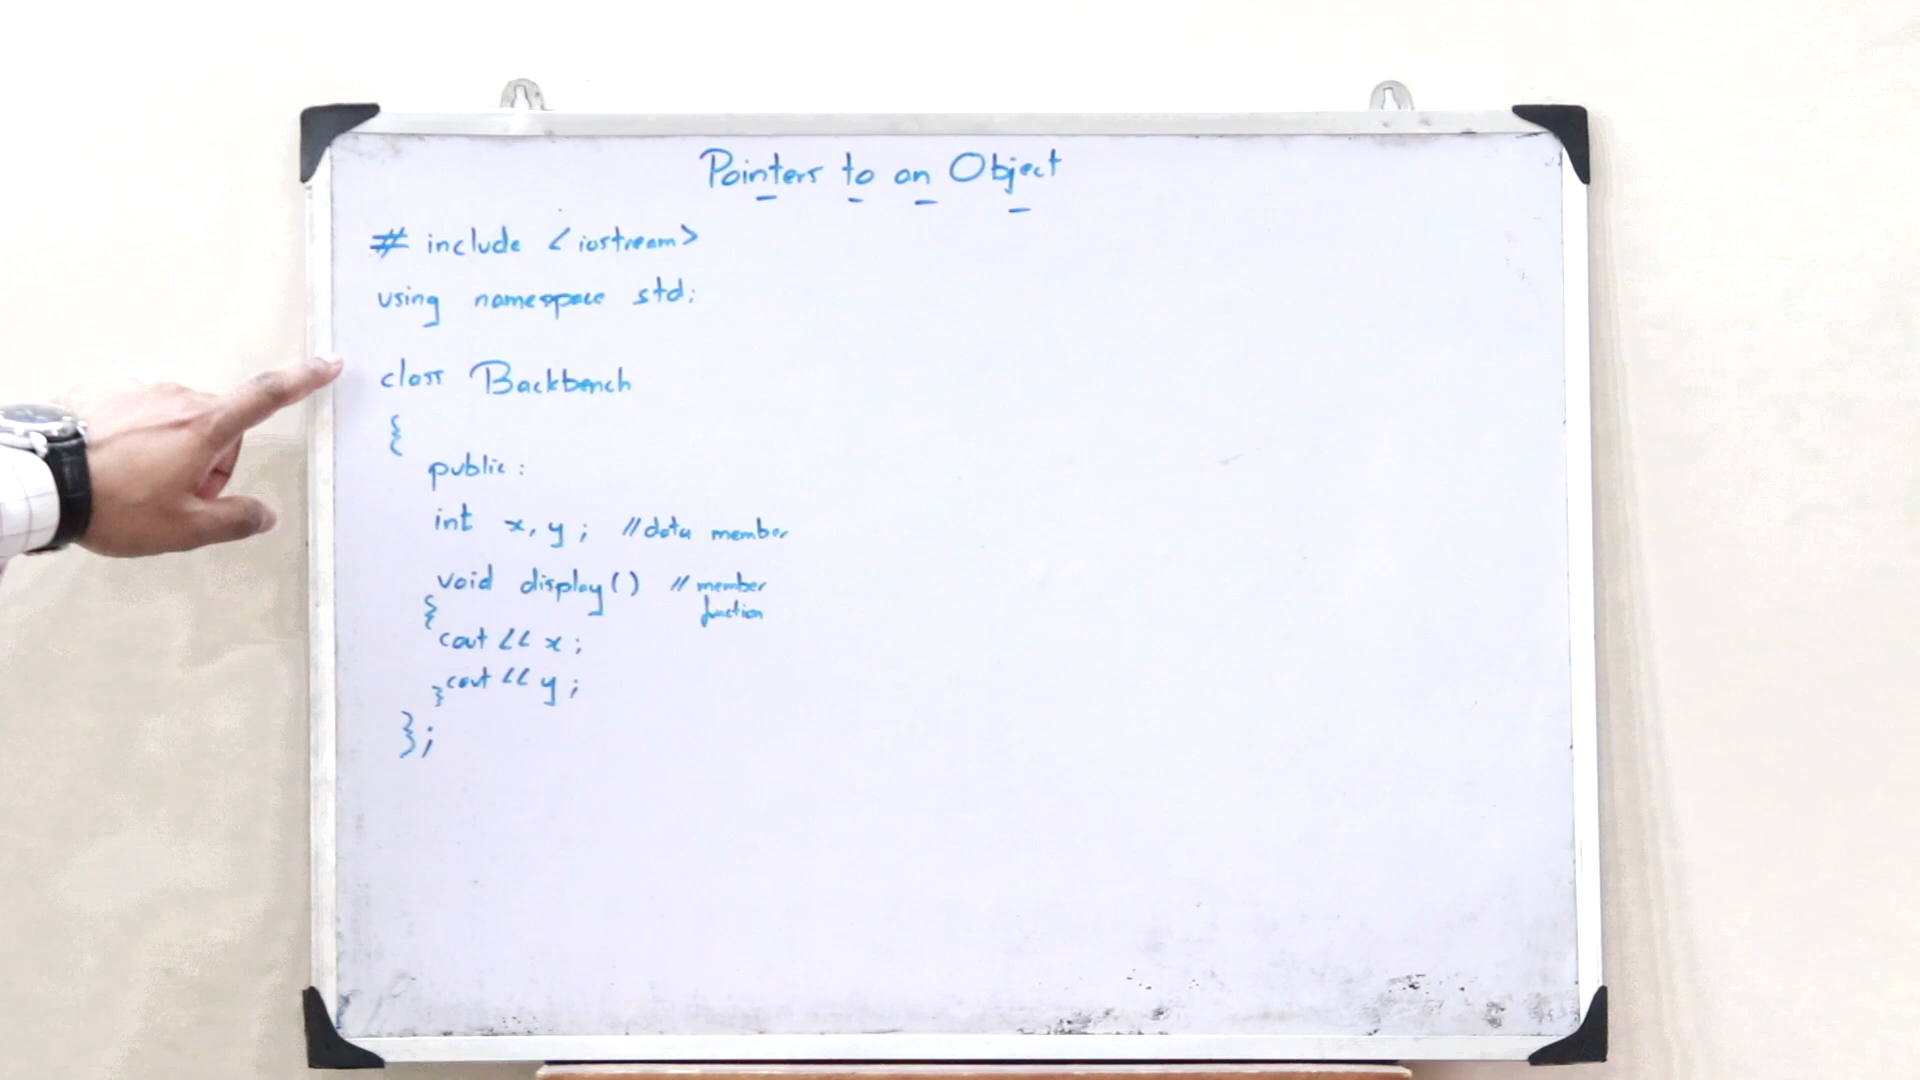 Pointers to an Object
# include <iostream>
using namespace std;
class Backbench
{
public:
int x, y; //data member
void display() // member
function
{
cout << x;
cout << y;
}
};